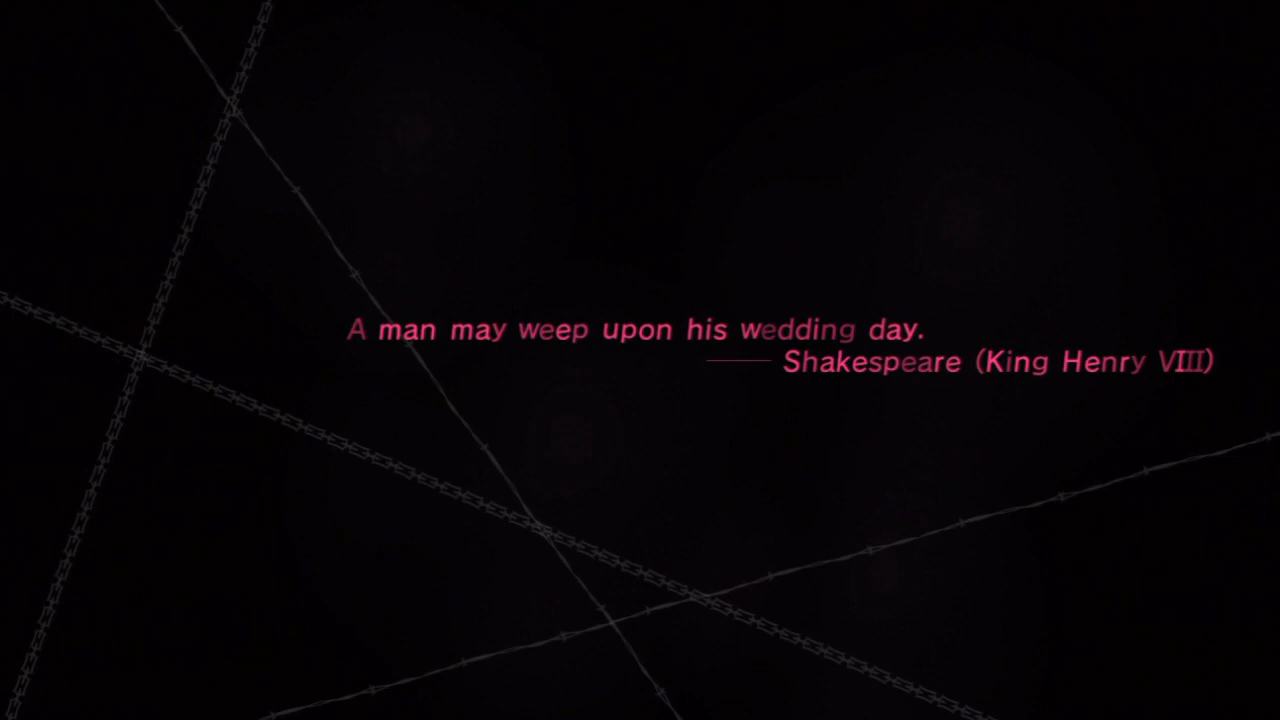 A man may weep upon his wedding day.
—— Shakespeare (King Henry Ⅷ)